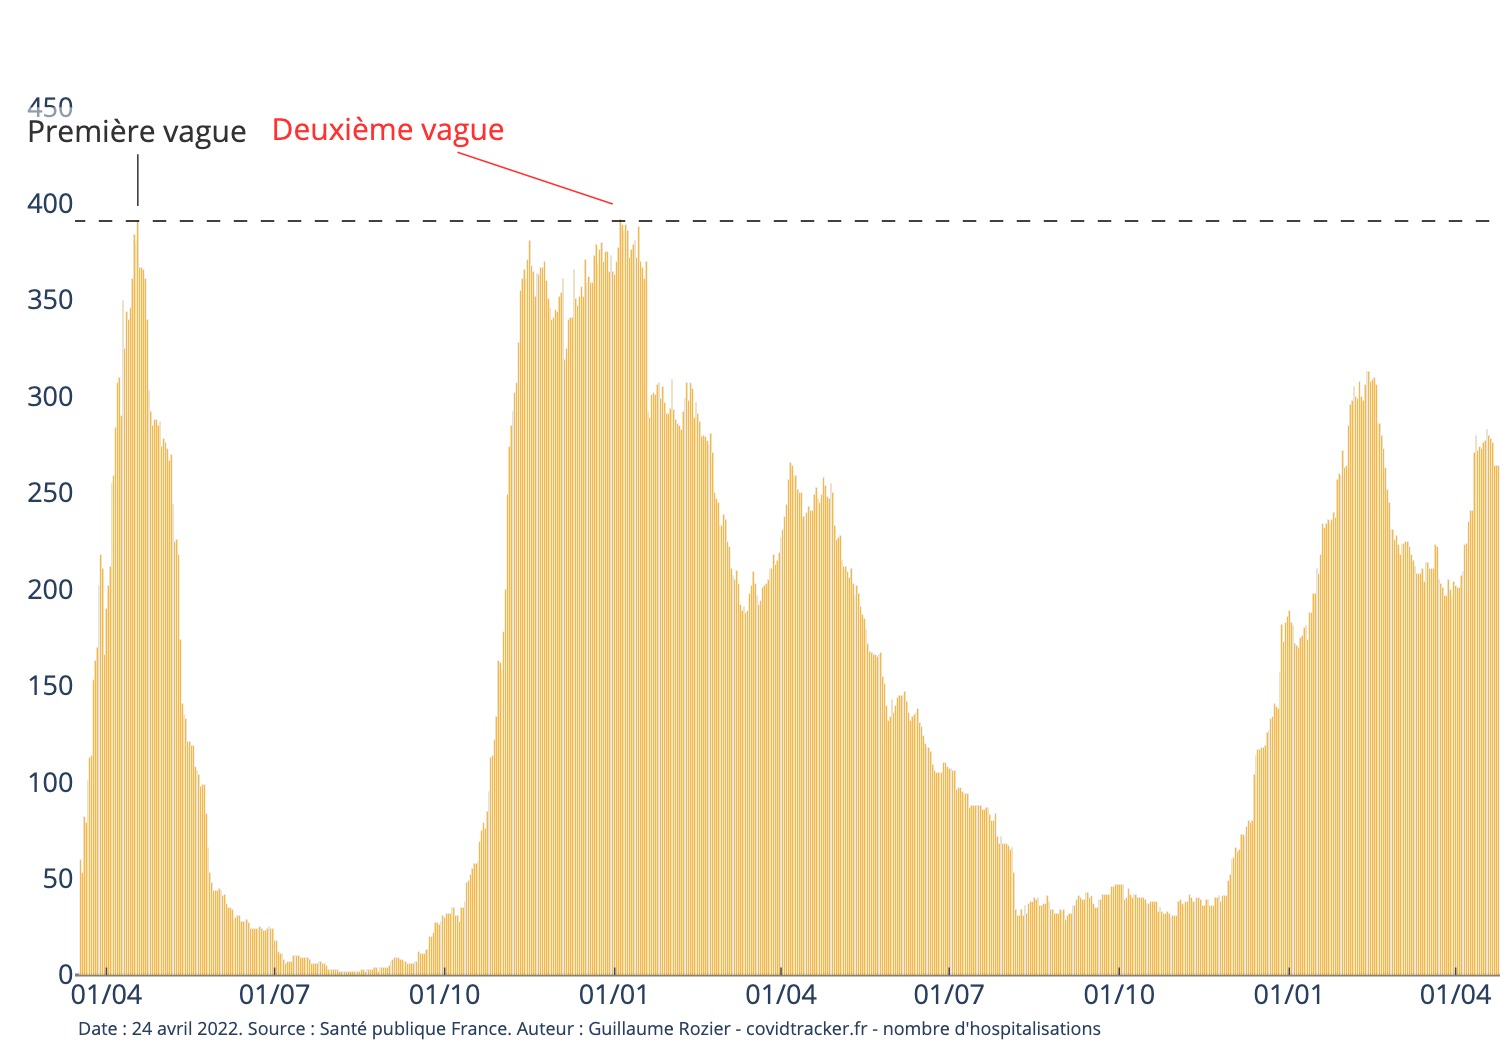 450
Première vague
Deuxième vague
400
350
300
250
200
150
100
50
0
01/04 01/07 01/10 01/01 01/04 01/07 01/10 01/01 01/04
Date : 24 avril 2022. Source : Santé publique France. Auteur : Guillaume Rozier - covidtracker.fr - nombre d'hospitalisations